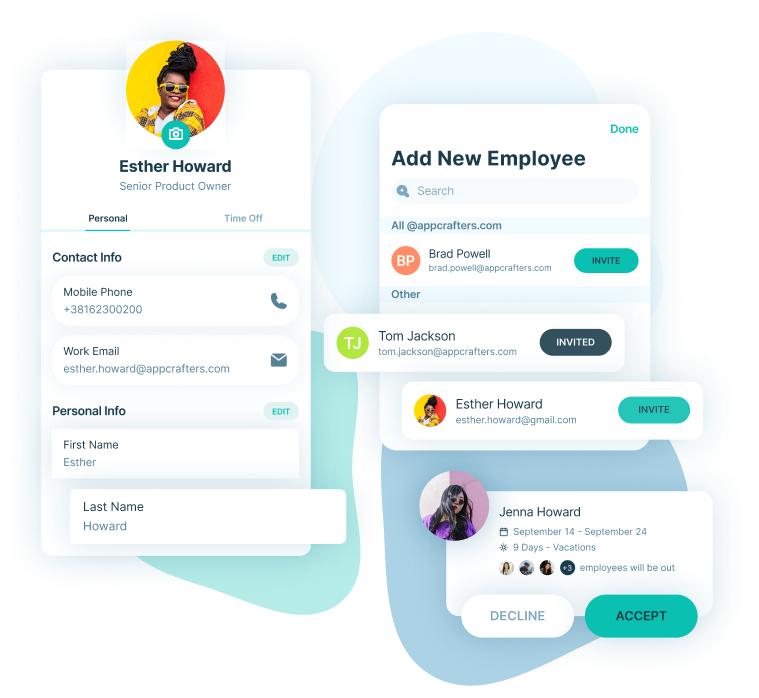 Esther Howard
Senior Product Owner
Personal
Time Off
Contact Info
EDIT
Mobile Phone
+38162300200
Work Email
esther.howard@appcrafters.com
Personal Info
EDIT
First Name
Esther
Last Name
Howard
Done
Add New Employee
Search
All @appcrafters.com
BP
Brad Powell
brad.powell@appcrafters.com
INVITE
Other
TJ
Tom Jackson
tom.jackson@appcrafters.com
INVITED
Esther Howard
esther.howard@gmail.com
INVITE
Jenna Howard
September 14 - September 24
9 Days - Vacations
+3 employees will be out
DECLINE
ACCEPT